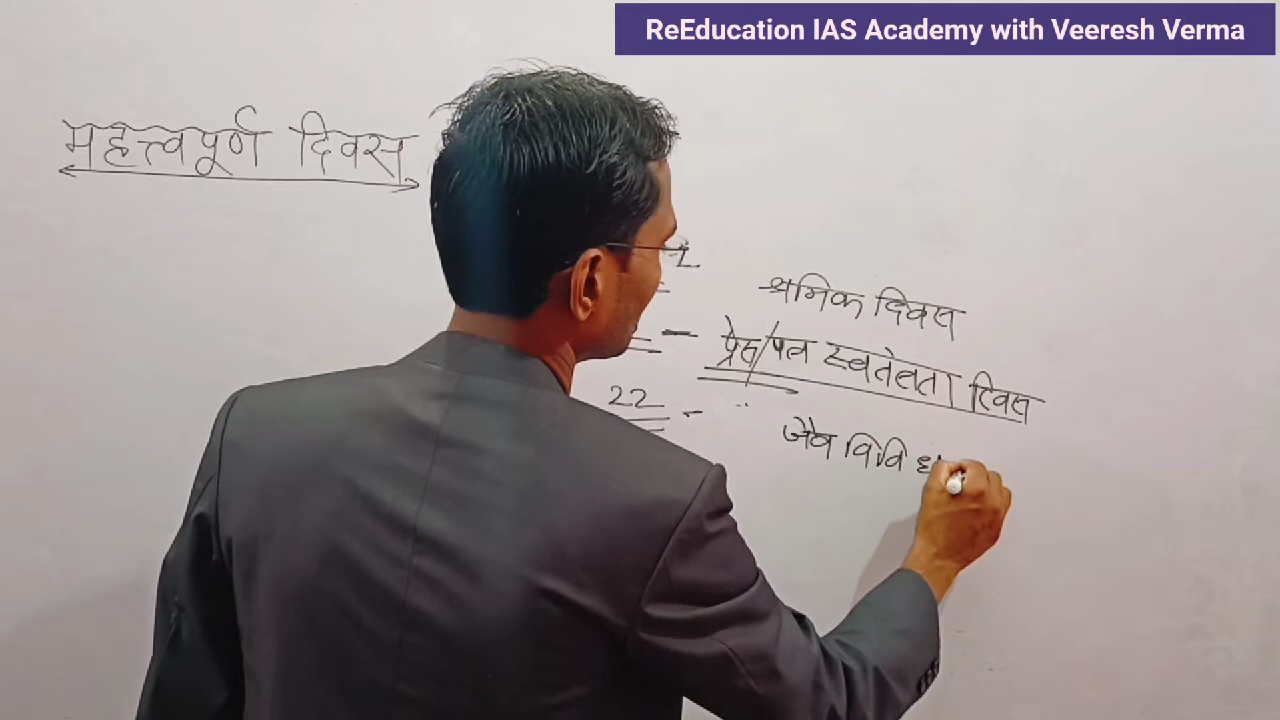 ReEducation IAS Academy with Veeresh Verma
महत्त्वपूर्ण दिवस
श्रमिक दिवस
- प्रेस/पत्र स्वतंत्रता दिवस
22 - जैव विवि